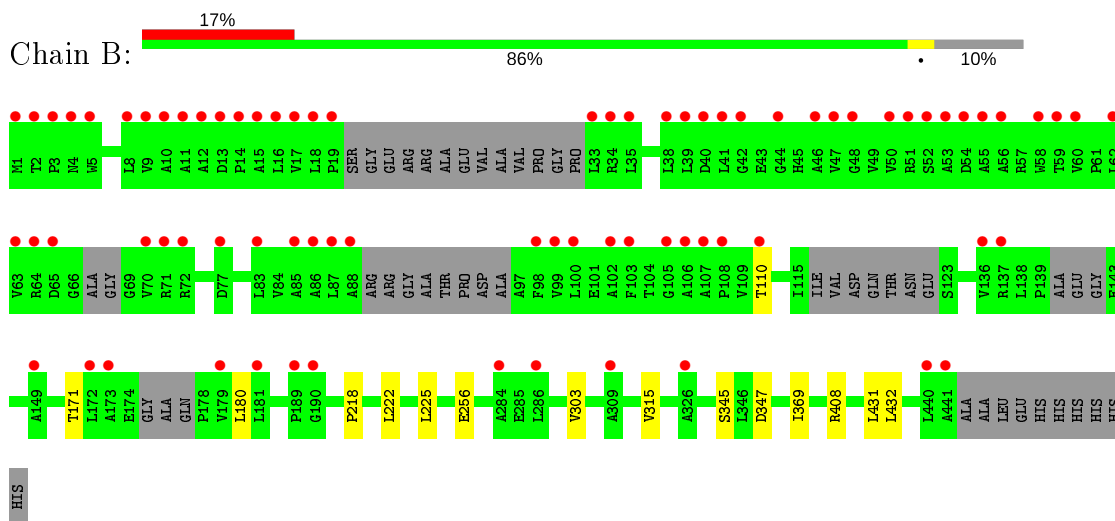 17%
Chain B:
86%
•
10%
M1 T2 P3 N4 W5 L8 V9 A10 A11 A12 D13 P14 A15 L16 V17 L18 P19 SER GLY GLU ARG ARG ALA GLU VAL ALA VAL PRO GLY PRO L33 R34 L35 L38 L39 D40 L41 G42 E43 G44 H45 A46 V47 G48 V49 V50 R51 S52 A53 D54 A55 A56 R57 W58 T59 V60 P61 L62
V63 R64 D65 G66 ALA GLY G69 V70 R71 R72 D77 L83 V84 A85 A86 L87 A88 ARG ARG GLY ALA THR PRO ASP ALA A97 F98 V99 L100 E101 A102 F103 T104 G105 A106 A107 P108 V109 T110 I115 ILE VAL ASP GLN THR ASN GLU S123 V136 R137 L138 P139 ALA GLU GLY E143
A149 T171 L172 A173 E174 GLY ALA GLN P178 V179 L180 L181 P189 G190 P218 L222 L225 E256 A284 E285 L286 V303 A309 V315 A326 S345 L346 D347 I369 R408 L431 L432 L440 A441 ALA ALA LEU GLU HIS HIS HIS HIS HIS
HIS